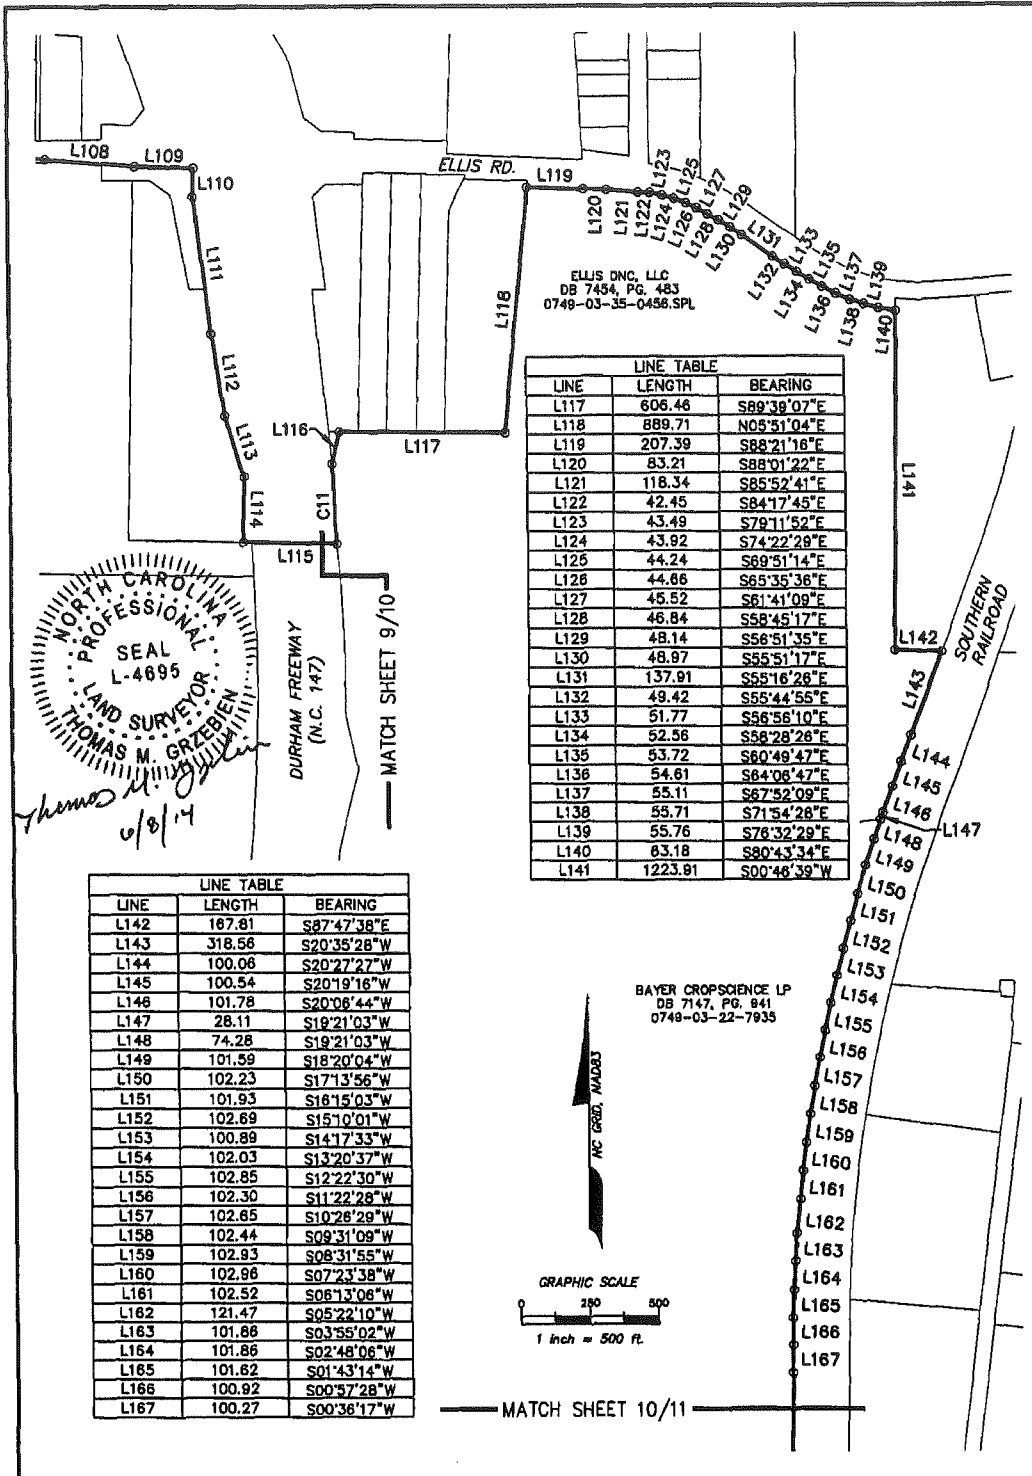 L108
L109
L110
L111
L112
L113
L114
L115
L116
L117
C11
L118
ELLIS RD.
L119
L120
L121
L122
L123
L124
L125
L126
L127
L128
L129
L130
L131
L132
L133
L134
L135
L136
L137
L138
L139
L140
L141
L142
L143
L144
L145
L146
L147
L148
L149
L150
L151
L152
L153
L154
L155
L156
L157
L158
L159
L160
L161
L162
L163
L164
L165
L166
L167
ELLIS DNC, LLC
DB 7454, PG. 483
0749-03-35-0456.SPL
LINE TABLE
LINE LENGTH BEARING
L117 606.46 S89°39'07"E
L118 889.71 N05°51'04"E
L119 207.39 S88°21'16"E
L120 83.21 S88°01'22"E
L121 118.34 S85°52'41"E
L122 42.45 S84°17'45"E
L123 43.49 S79°11'52"E
L124 43.92 S74°22'29"E
L125 44.24 S69°51'14"E
L126 44.66 S65°35'36"E
L127 45.52 S61°41'09"E
L128 46.84 S58°45'17"E
L129 48.14 S56°51'35"E
L130 48.97 S55°51'17"E
L131 137.91 S55°16'26"E
L132 49.42 S55°44'55"E
L133 51.77 S56°56'10"E
L134 52.56 S58°28'26"E
L135 53.72 S60°49'47"E
L136 54.61 S64°06'47"E
L137 55.11 S67°52'09"E
L138 55.71 S71°54'28"E
L139 55.76 S76°32'29"E
L140 83.18 S80°43'34"E
L141 1223.91 S00°46'39"W
SOUTHERN
RAILROAD
NORTH CAROLINA
PROFESSIONAL
SEAL
L-4695
LAND SURVEYOR
THOMAS M. GRZEBIEN
Thomas M. Grzebien
6/8/14
DURHAM FREEWAY
(N.C. 147)
MATCH SHEET 9/10
LINE TABLE
LINE LENGTH BEARING
L142 167.81 S87°47'38"E
L143 318.56 S20°35'28"W
L144 100.06 S20°27'27"W
L145 100.54 S20°19'16"W
L146 101.78 S20°06'44"W
L147 28.11 S19°21'03"W
L148 74.28 S19°21'03"W
L149 101.59 S18°20'04"W
L150 102.23 S17°13'56"W
L151 101.93 S16°15'03"W
L152 102.69 S15°10'01"W
L153 100.89 S14°17'33"W
L154 102.03 S13°20'37"W
L155 102.85 S12°22'30"W
L156 102.30 S11°22'28"W
L157 102.65 S10°26'29"W
L158 102.44 S09°31'09"W
L159 102.93 S08°31'55"W
L160 102.96 S07°23'38"W
L161 102.52 S06°13'06"W
L162 121.47 S05°22'10"W
L163 101.86 S03°55'02"W
L164 101.86 S02°48'06"W
L165 101.62 S01°43'14"W
L166 100.92 S00°57'28"W
L167 100.27 S00°36'17"W
BAYER CROPSCIENCE LP
DB 7147, PG. 941
0749-03-22-7935
NC GRID, NAD83
GRAPHIC SCALE
0 250 500
1 inch = 500 ft.
MATCH SHEET 10/11